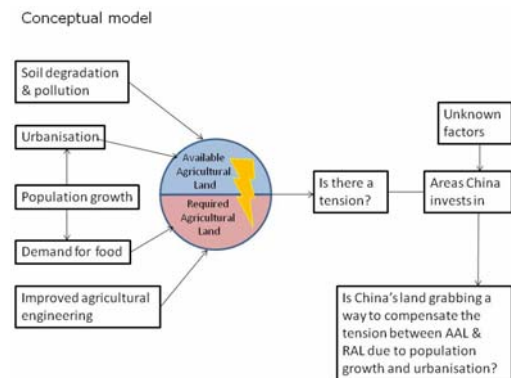 Conceptual model
Soil degradation
& pollution
Urbanisation
Population growth
Demand for food
Improved agricultural
engineering
Available
Agricultural
Land
Required
Agricultural
Land
Is there a
tension?
Unknown
factors
Areas China
invests in
Is China's land grabbing a
way to compensate the
tension between AAL &
RAL due to population
growth and urbanisation?